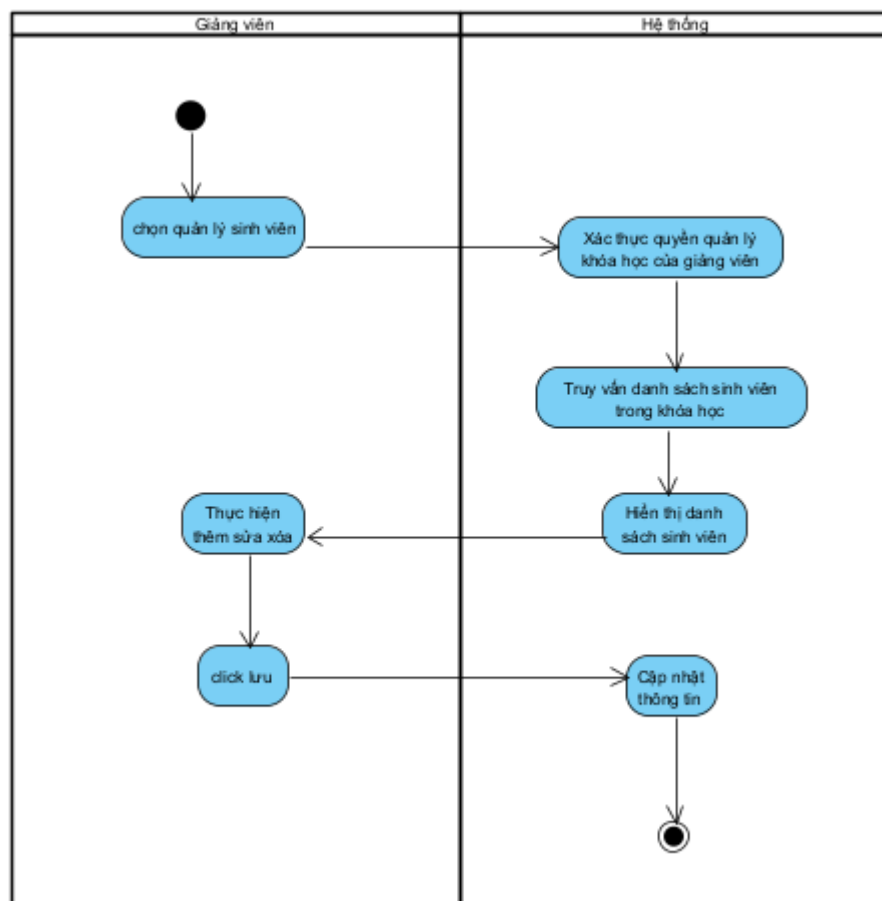 Giảng viên
Hệ thống
chọn quản lý sinh viên
Xác thực quyền quản lý
khóa học của giảng viên
Truy vấn danh sách sinh viên
trong khóa học
Thực hiện
thêm sửa xóa
Hiển thị danh
sách sinh viên
click lưu
Cập nhật
thông tin